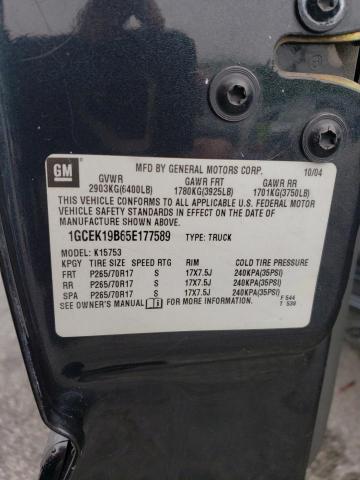 GM
MFD BY GENERAL MOTORS CORP. 10/04
GVWR GAWR FRT GAWR RR
2903KG(6400LB) 1780KG(3925LB) 1701KG(3750LB)
THIS VEHICLE CONFORMS TO ALL APPLICABLE U.S. FEDERAL MOTOR
VEHICLE SAFETY STANDARDS IN EFFECT ON THE DATE OF
MANUFACTURE SHOWN ABOVE.
1GCEK19B65E177589 TYPE: TRUCK
MODEL: K15753
KPGY TIRE SIZE SPEED RTG RIM COLD TIRE PRESSURE
FRT P265/70R17 S 17X7.5J 240KPA(35PSI)
RR P265/70R17 S 17X7.5J 240KPA(35PSI)
SPA P265/70R17 S 17X7.5J 240KPA(35PSI)
SEE OWNER'S MANUAL FOR MORE INFORMATION. F 544
T 539